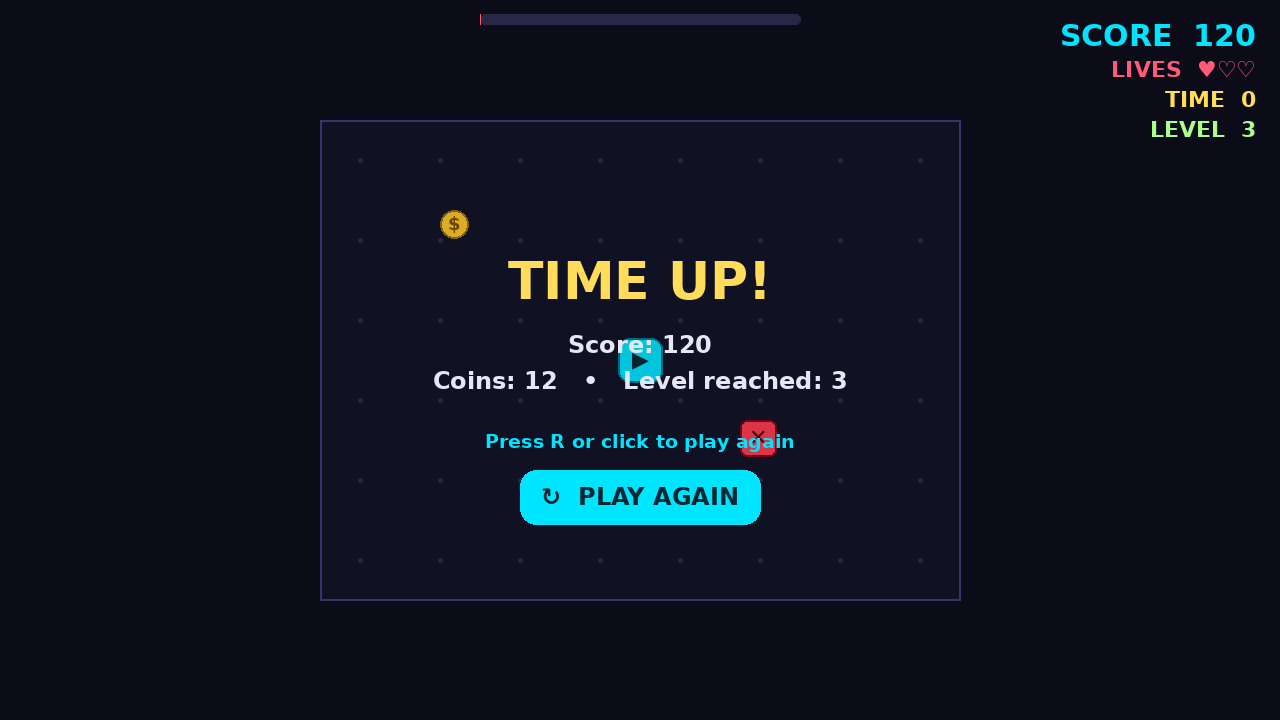 SCORE 120
LIVES ♥♡♡
TIME 0
LEVEL 3
$
TIME UP!
Score: 120
Coins: 12 • Level reached: 3
Press R or click to play again
↻ PLAY AGAIN